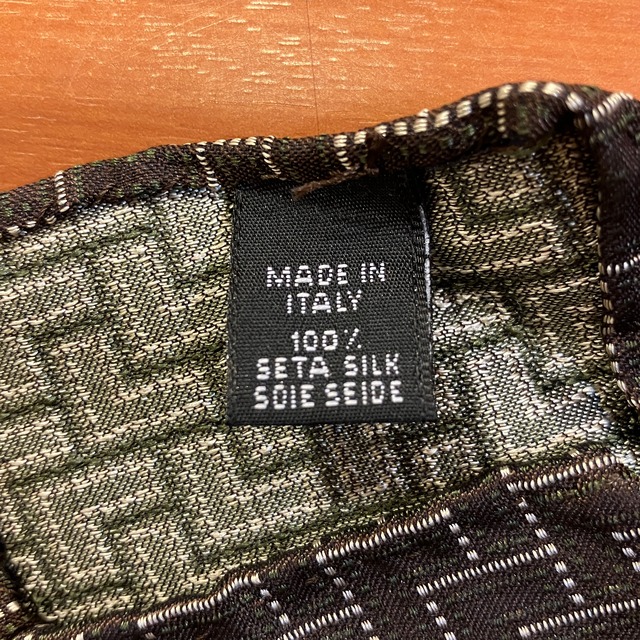 MADE IN
ITALY
100%
SETA SILK
SOIE SEIDE